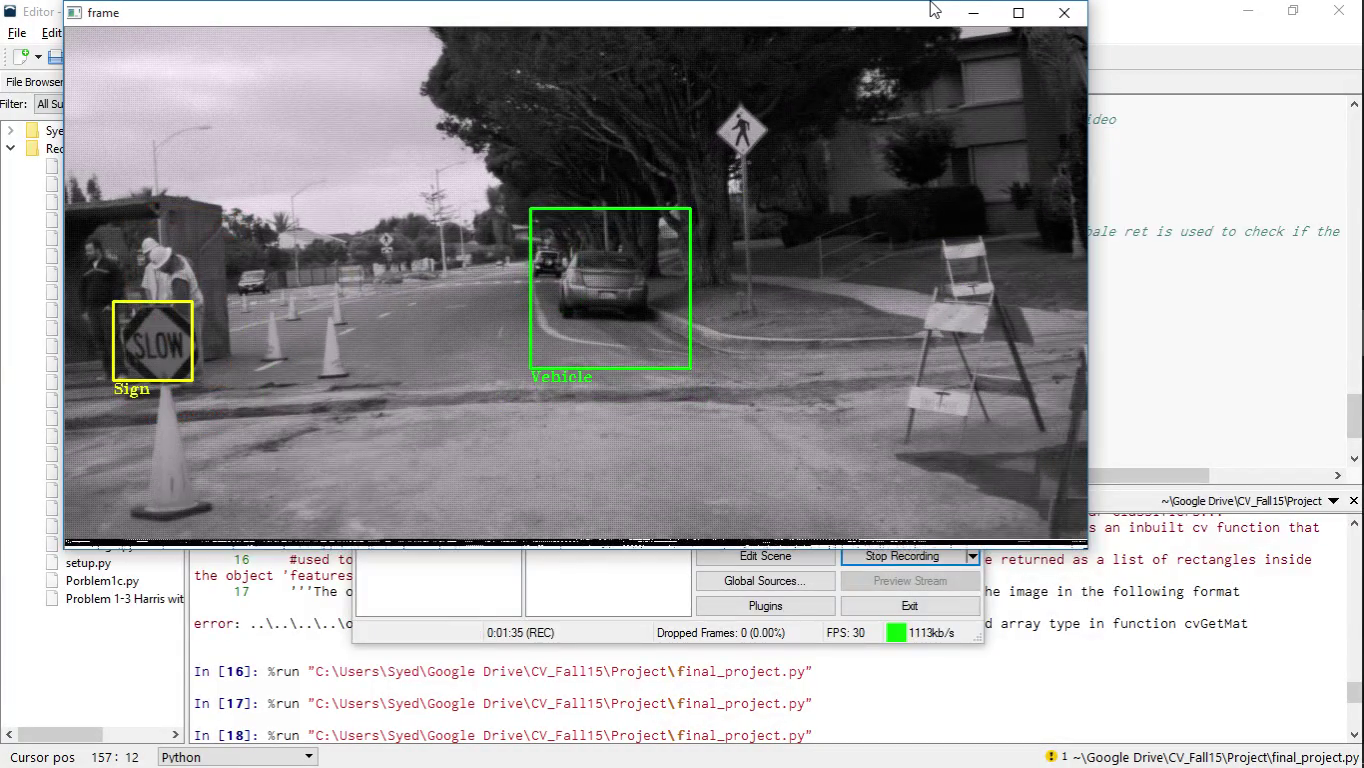 Editor -
frame
File
Edit
File Browser
Filter:
All Su
Sye
Rec
ideo
bale ret is used to check if the
SLOW
Sign
Vehicle
setup.py
Porblem1c.py
Problem 1-3 Harris wit
~\Google Drive\CV_Fall15\Project
s an inbuilt cv function that
16 #used to
e returned as a list of rectangles inside
the object 'features
17 '''The o
he image in the following format
error: ..\..\..\..\o
d array type in function cvGetMat
Edit Scene
Stop Recording
Global Sources...
Preview Stream
Plugins
Exit
0:01:35 (REC)
Dropped Frames: 0 (0.00%)
FPS: 30
1113kb/s
In [16]: %run "C:\Users\Syed\Google Drive\CV_Fall15\Project\final_project.py"
In [17]: %run "C:\Users\Syed\Google Drive\CV_Fall15\Project\final_project.py"
In [18]: %run "C:\Users\Syed\Google Drive\CV_Fall15\Project\final_project.py"
Cursor pos 157: 12
Python
1 ~\Google Drive\CV_Fall15\Project\final_project.py